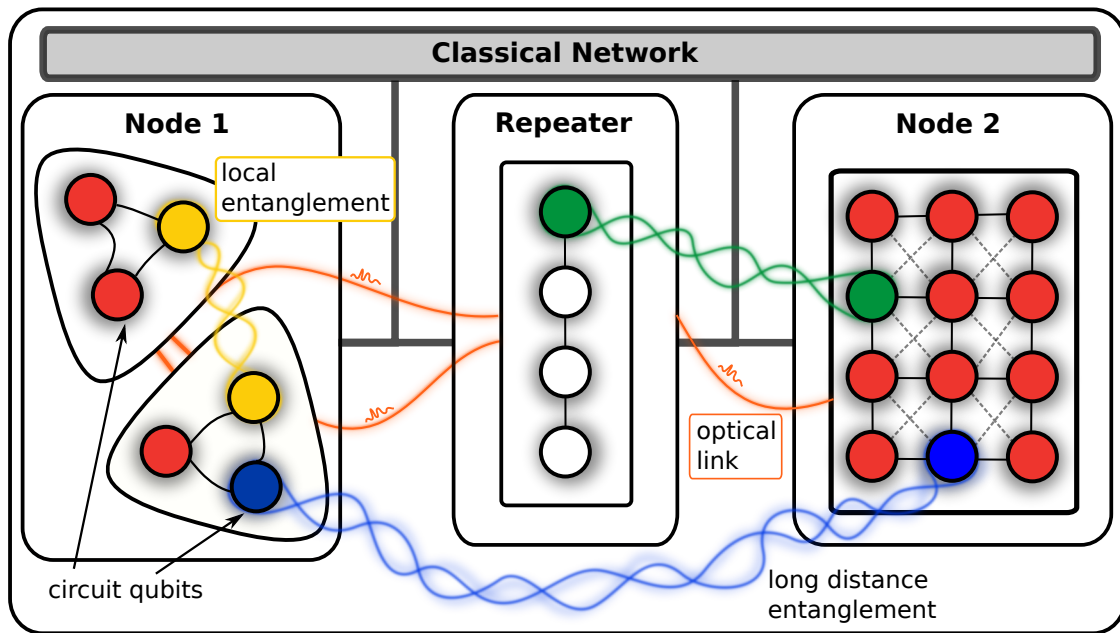 Classical Network
Node 1
Repeater
Node 2
local
entanglement
optical
link
circuit qubits
long distance
entanglement